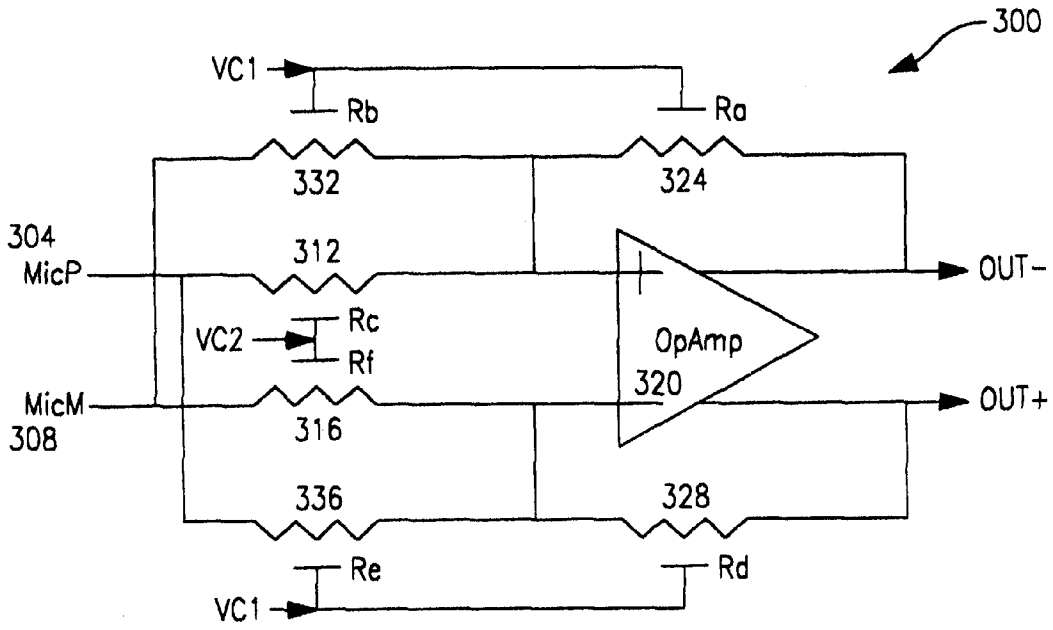 300
VC1
Rb
Ra
332
324
304
MicP
312
OUT-
Rc
VC2
Rf
OpAmp
320
MicM
308
316
OUT+
336
328
Re
Rd
VC1